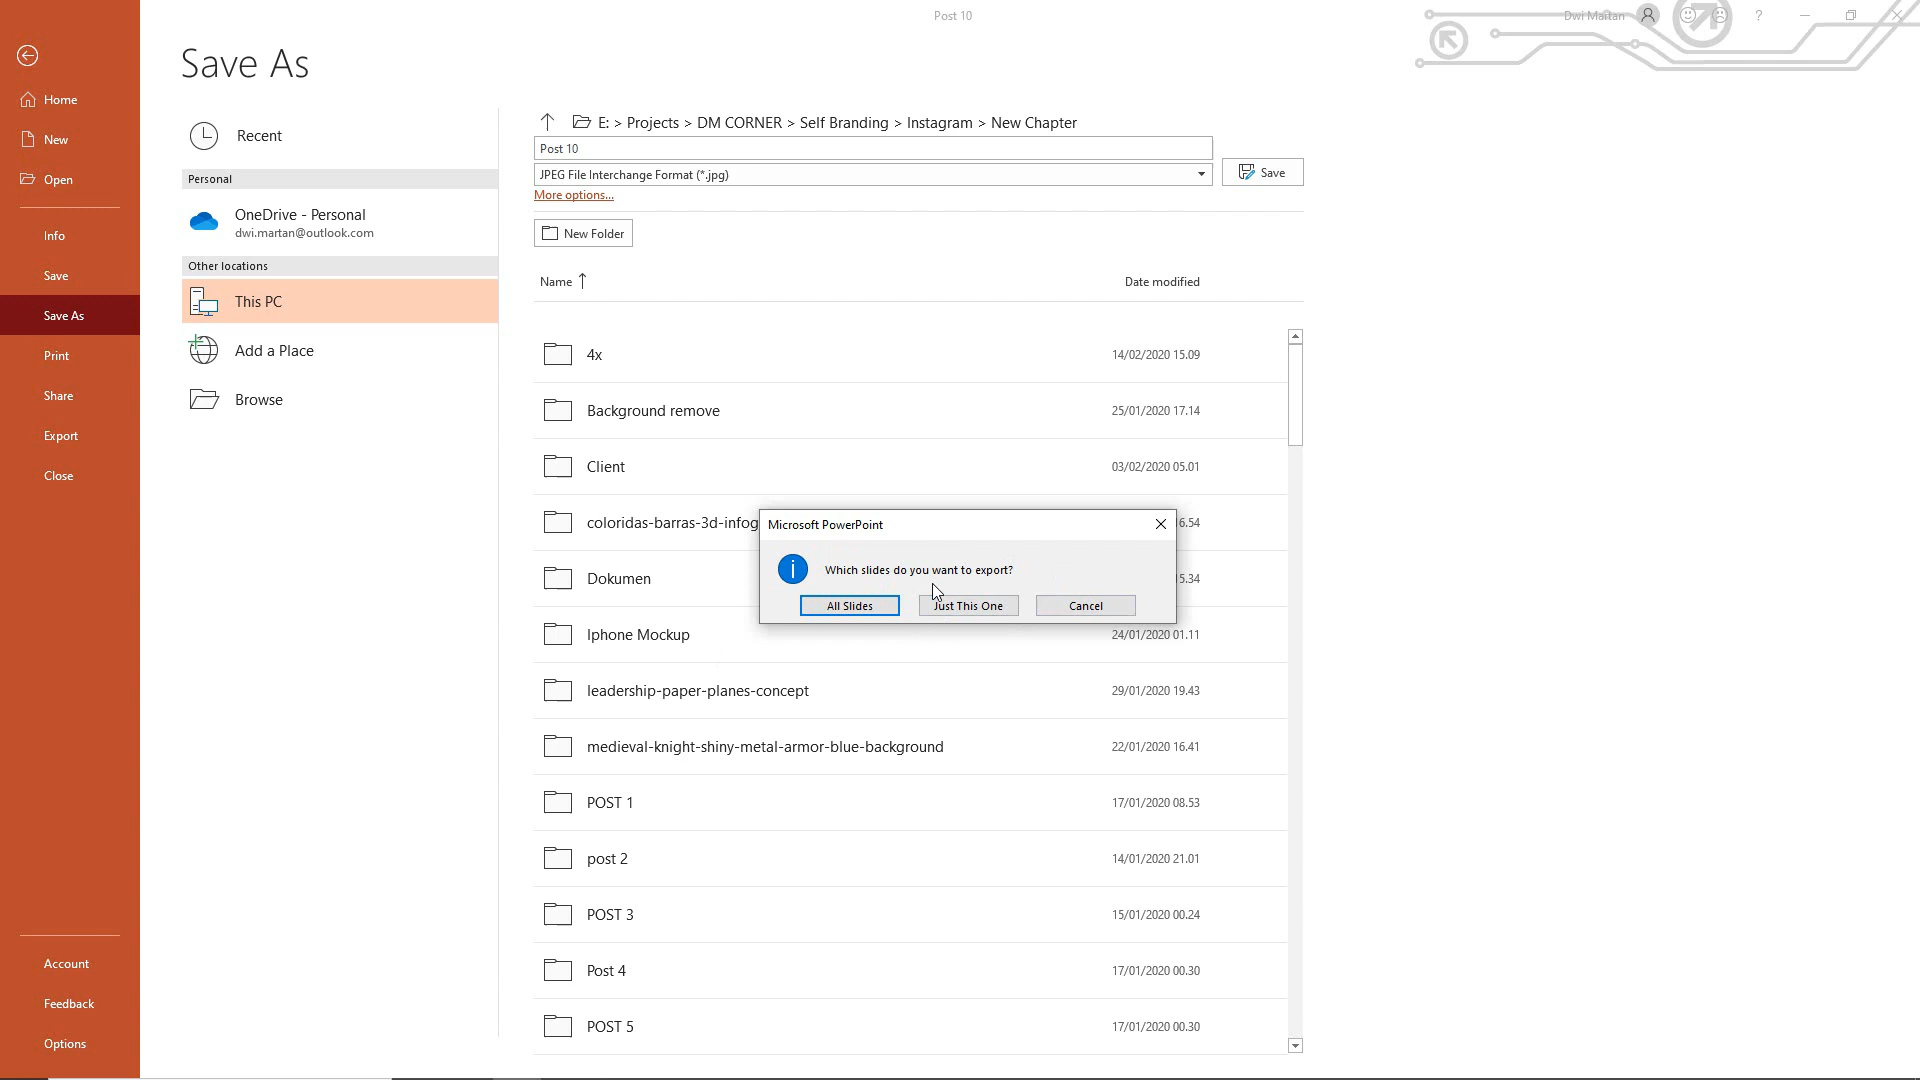 Post 10
Dwi Martan
?
Save As
Home
New
Open
Info
Save
Save As
Print
Share
Export
Close
Account
Feedback
Options
Recent
Personal
OneDrive - Personal
dwi.martan@outlook.com
Other locations
This PC
Add a Place
Browse
E: > Projects > DM CORNER > Self Branding > Instagram > New Chapter
Post 10
JPEG File Interchange Format (*.jpg)
Save
More options...
New Folder
Name Date modified
4x 14/02/2020 15.09
Background remove 25/01/2020 17.14
Client 03/02/2020 05.01
coloridas-barras-3d-infog 6.54
Dokumen 5.34
Iphone Mockup 24/01/2020 01.11
leadership-paper-planes-concept 29/01/2020 19.43
medieval-knight-shiny-metal-armor-blue-background 22/01/2020 16.41
POST 1 17/01/2020 08.53
post 2 14/01/2020 21.01
POST 3 15/01/2020 00.24
Post 4 17/01/2020 00.30
POST 5 17/01/2020 00.30
Microsoft PowerPoint
Which slides do you want to export?
All Slides Just This One Cancel